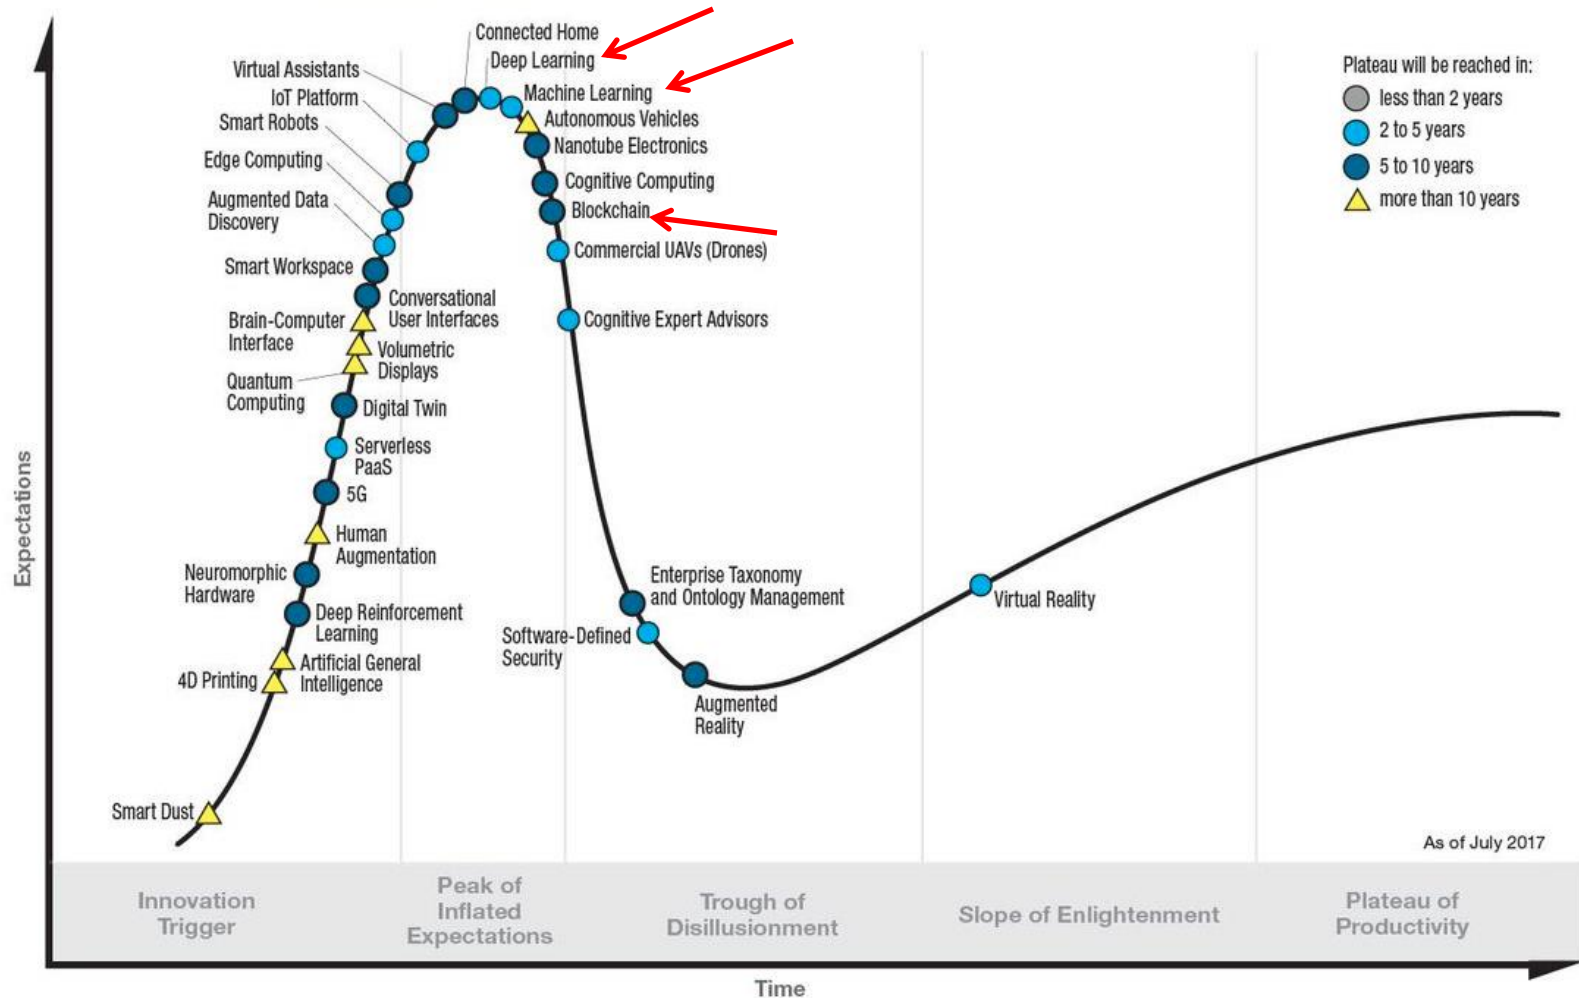 Connected Home
Deep Learning
Virtual Assistants
Machine Learning
IoT Platform
Autonomous Vehicles
Smart Robots
Nanotube Electronics
Edge Computing
Cognitive Computing
Augmented Data
Discovery
Blockchain
Commercial UAVs (Drones)
Smart Workspace
Conversational
User Interfaces
Brain-Computer
Interface
Cognitive Expert Advisors
Volumetric
Displays
Quantum
Computing
Digital Twin
Serverless
PaaS
5G
Human
Augmentation
Neuromorphic
Hardware
Deep Reinforcement
Learning
Artificial General
Intelligence
4D Printing
Smart Dust
Enterprise Taxonomy
and Ontology Management
Software-Defined
Security
Augmented
Reality
Virtual Reality
Plateau will be reached in:
less than 2 years
2 to 5 years
5 to 10 years
more than 10 years
As of July 2017
Expectations
Innovation
Trigger
Peak of
Inflated
Expectations
Trough of
Disillusionment
Slope of Enlightenment
Plateau of
Productivity
Time